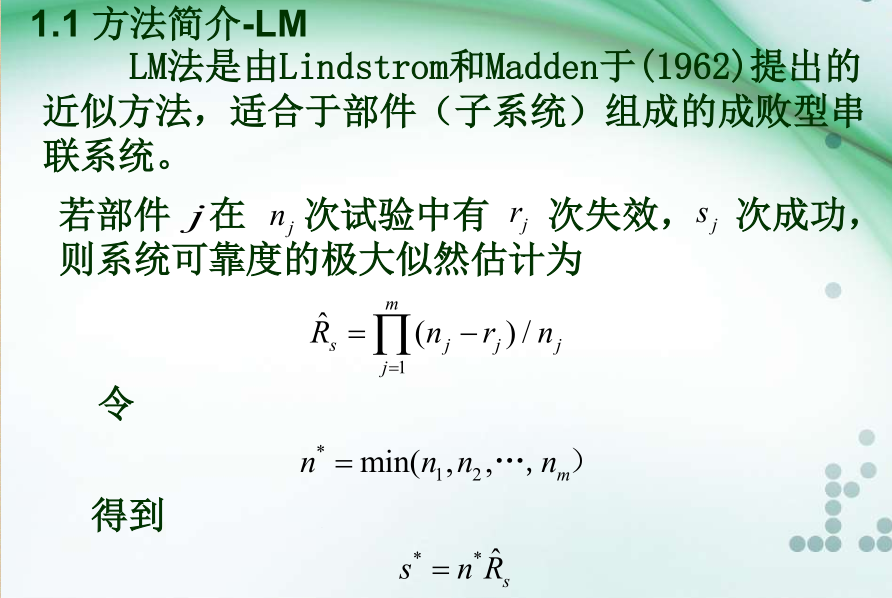 1.1 方法简介-LM
LM法是由Lindstrom和Madden于(1962)提出的
近似方法，适合于部件（子系统）组成的成败型串
联系统。
若部件 j 在 n_j 次试验中有 r_j 次失效，s_j 次成功，
则系统可靠度的极大似然估计为
R̂_s = ∏_{j=1}^{m} (n_j − r_j) / n_j
令
n^* = min(n_1, n_2, ⋯, n_m）
得到
s^* = n^* R̂_s